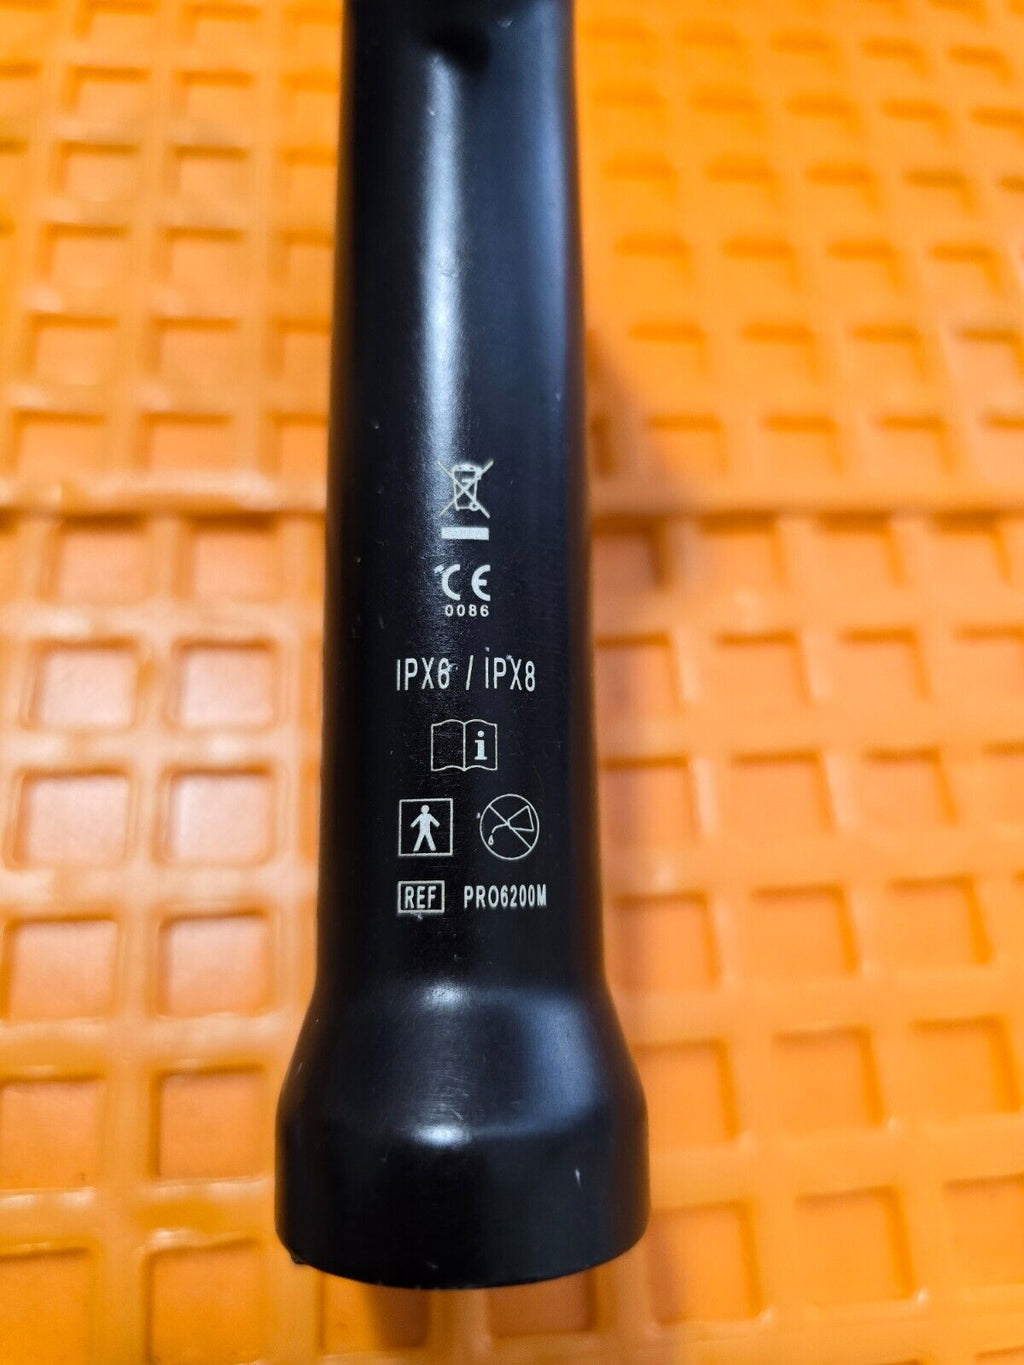 CE
0086
IPX6 / IPX8
i
REF PRO6200M